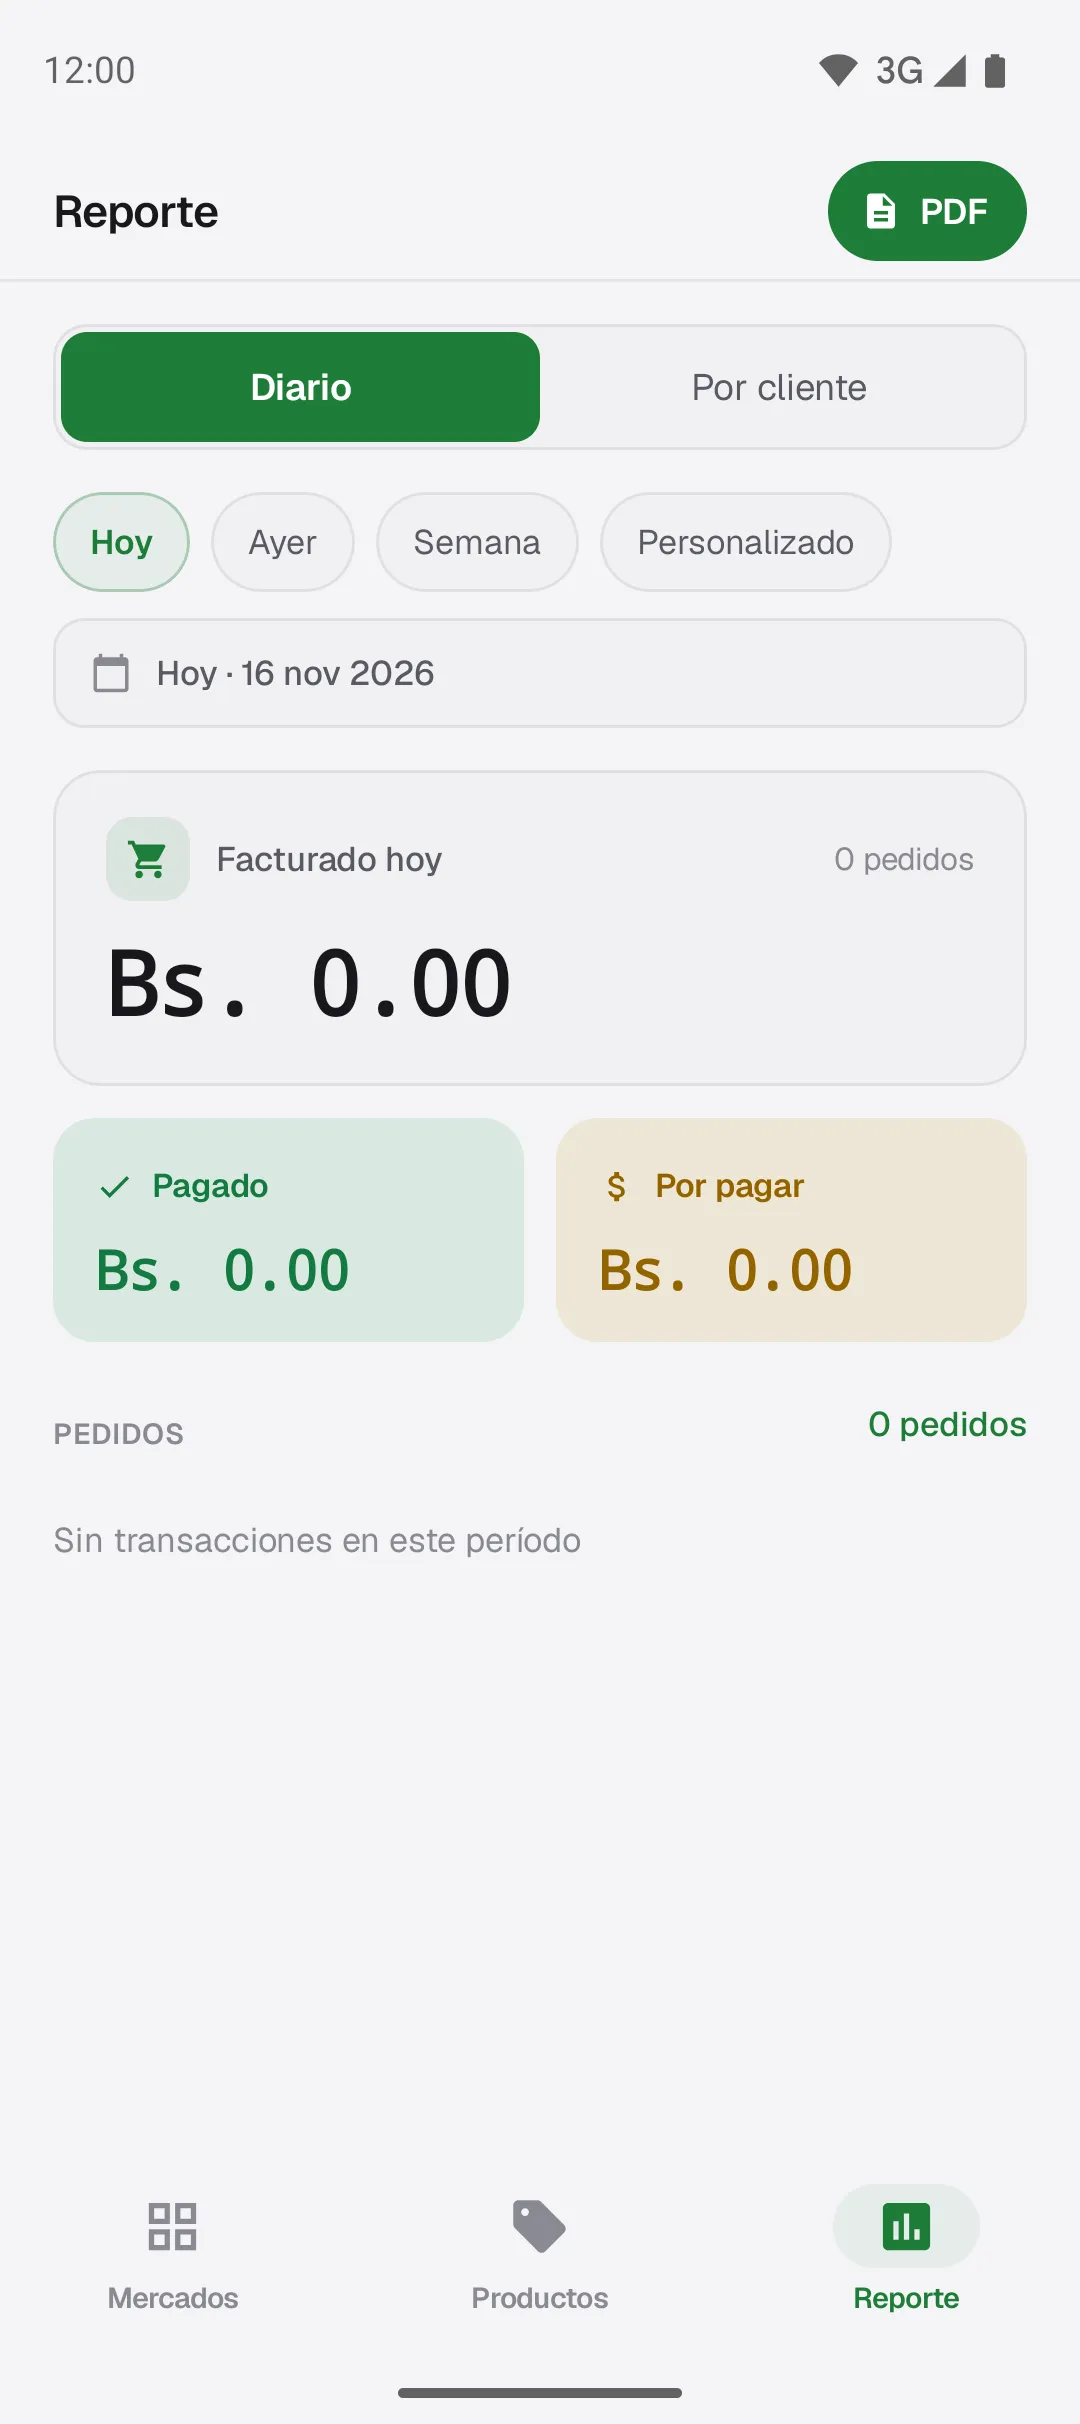 12:00
3G
Reporte
PDF
Diario
Por cliente
Hoy
Ayer
Semana
Personalizado
Hoy · 16 nov 2026
Facturado hoy
0 pedidos
Bs. 0.00
Pagado
Bs. 0.00
$ Por pagar
Bs. 0.00
PEDIDOS
0 pedidos
Sin transacciones en este período
Mercados
Productos
Reporte